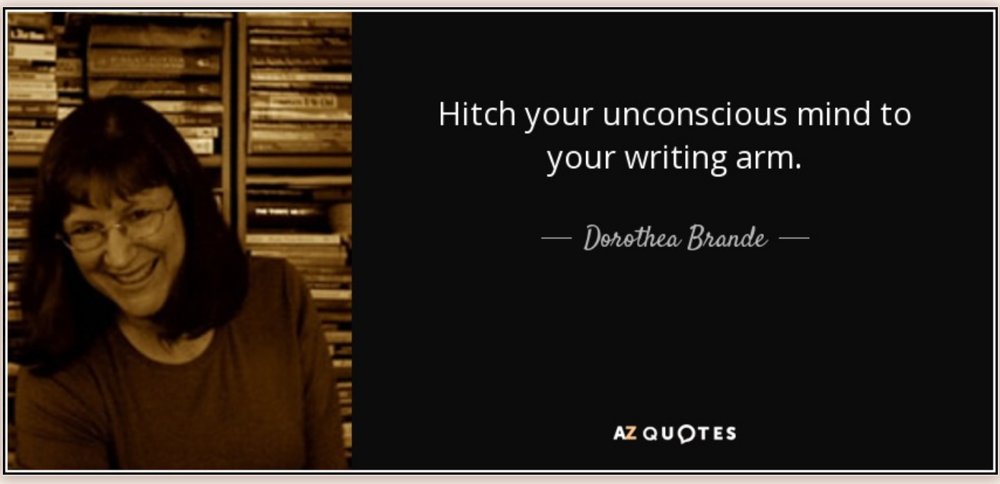 Hitch your unconscious mind to
your writing arm.
Dorothea Brande
AZ QUOTES